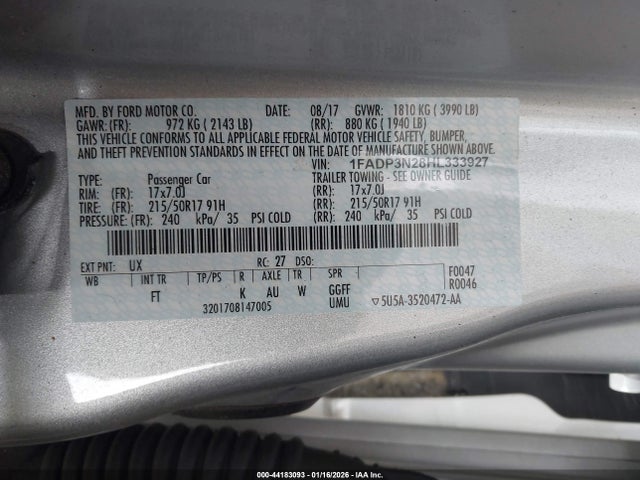 MFD. BY FORD MOTOR CO. DATE: 08/17 GVWR: 1810 KG ( 3990 LB)
GAWR: (FR): 972 KG ( 2143 LB) (RR): 880 KG ( 1940 LB)
THIS VEHICLE CONFORMS TO ALL APPLICABLE FEDERAL MOTOR VEHICLE SAFETY, BUMPER,
AND THEFT PREVENTION STANDARDS IN EFFECT ON THE DATE OF MANUFACTURE SHOWN ABOVE.
VIN: 1FADP3N28HL333927
TYPE: Passenger Car TRAILER TOWING - SEE OWNER GUIDE
RIM: (FR): 17x7.0J (RR): 17x7.0J
TIRE: (FR): 215/50R17 91H (RR): 215/50R17 91H
PRESSURE: (FR): 240 kPa/ 35 PSI COLD (RR): 240 kPa/ 35 PSI COLD
EXT PNT: UX RC: 27 DSO:
WB INT TR TP/PS R AXLE TR SPR F0047
R0046
FT K AU W GGFF
3201708147005 UMU ▽5U5A-3520472-AA
000-44183093 | 01/16/2026 | IAA Inc.